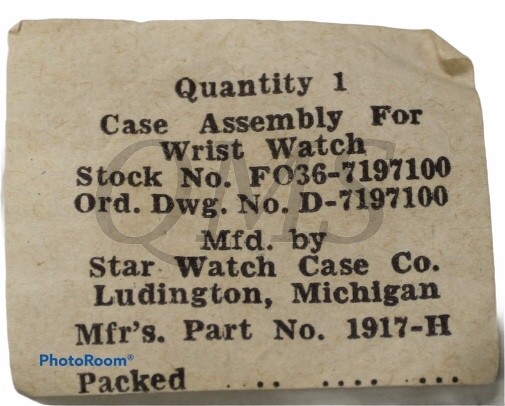 Quantity 1
Case Assembly For
Wrist Watch
Stock No. FO36-7197100
Ord. Dwg. No. D-7197100
QMS
Mfd. by
Star Watch Case Co.
Ludington, Michigan
Mfr's. Part No. 1917-H
PhotoRoom®
Packed .. .... ...